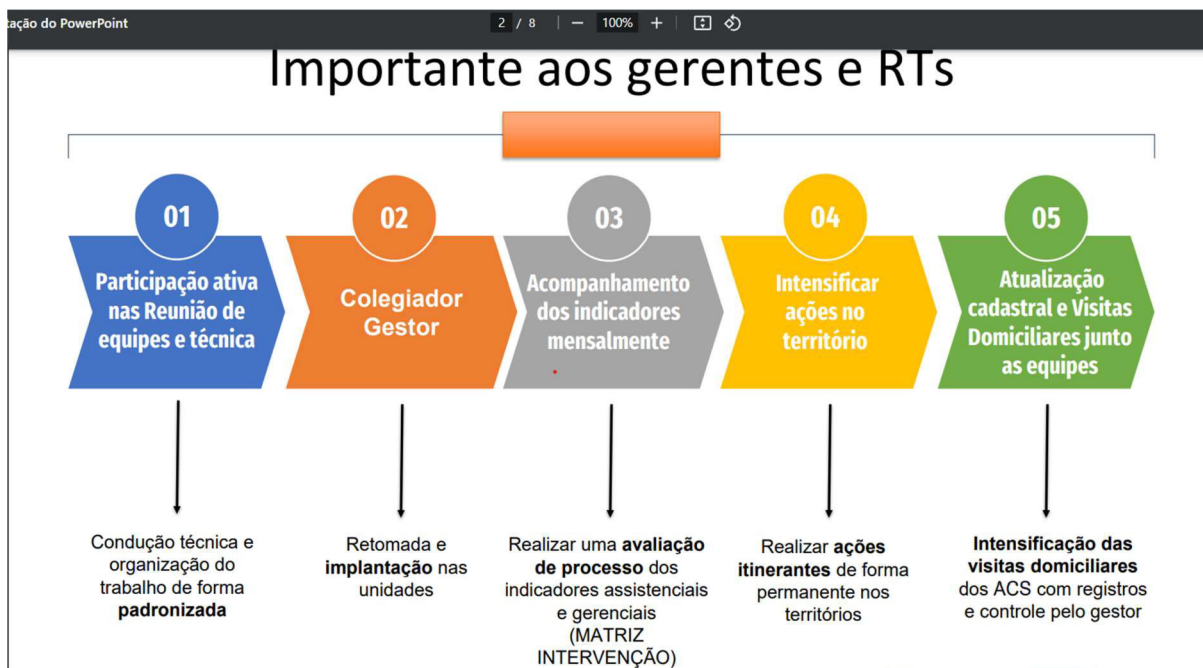 tação do PowerPoint
2 / 8
100%
Importante aos gerentes e RTs
01
Participação ativa
nas Reunião de
equipes e técnica
Condução técnica e
organização do
trabalho de forma
padronizada
02
Colegiador
Gestor
Retomada e
implantação nas
unidades
03
Acompanhamento
dos indicadores
mensalmente
Realizar uma avaliação
de processo dos
indicadores assistenciais
e gerenciais
(MATRIZ
INTERVENÇÃO)
04
Intensificar
ações no
território
Realizar ações
itinerantes de forma
permanente nos
territórios
05
Atualização
cadastral e Visitas
Domiciliares junto
as equipes
Intensificação das
visitas domiciliares
dos ACS com registros
e controle pelo gestor